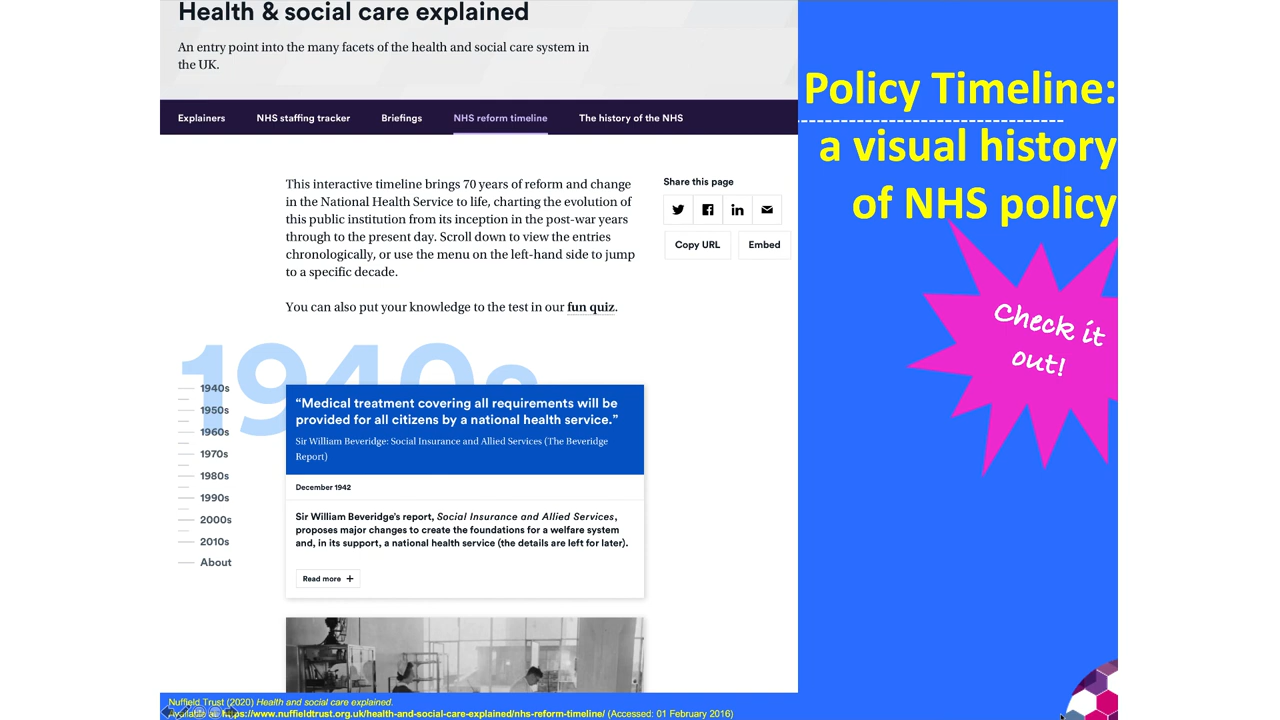 Health & social care explained
An entry point into the many facets of the health and social care system in
the UK.
Explainers
NHS staffing tracker
Briefings
NHS reform timeline
The history of the NHS
This interactive timeline brings 70 years of reform and change
in the National Health Service to life, charting the evolution of
this public institution from its inception in the post-war years
through to the present day. Scroll down to view the entries
chronologically, or use the menu on the left-hand side to jump
to a specific decade.
You can also put your knowledge to the test in our fun quiz.
Share this page
Copy URL
Embed
1940s
1940s
1950s
1960s
1970s
1980s
1990s
2000s
2010s
About
“Medical treatment covering all requirements will be
provided for all citizens by a national health service.”
Sir William Beveridge: Social Insurance and Allied Services (The Beveridge
Report)
December 1942
Sir William Beveridge’s report, Social Insurance and Allied Services,
proposes major changes to create the foundations for a welfare system
and, in its support, a national health service (the details are left for later).
Read more +
Policy Timeline:
a visual history
of NHS policy
Check it
out!
Nuffield Trust (2020) Health and social care explained.
Available at https://www.nuffieldtrust.org.uk/health-and-social-care-explained/nhs-reform-timeline/ (Accessed: 01 February 2016)